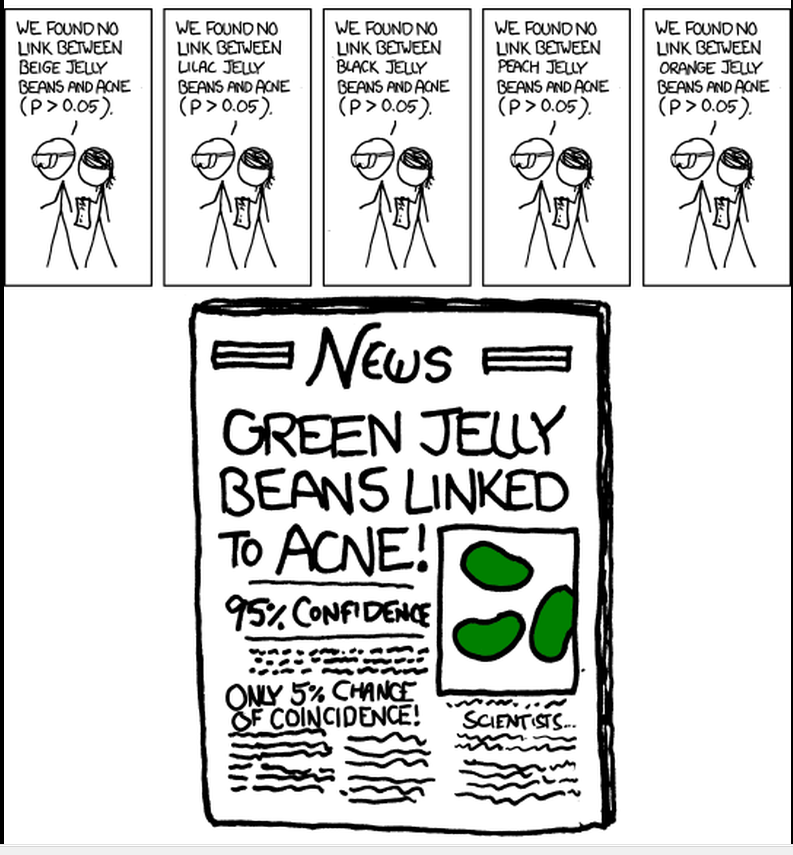 WE FOUND NO
LINK BETWEEN
BEIGE JELLY
BEANS AND ACNE
(P > 0.05).
WE FOUND NO
LINK BETWEEN
LILAC JELLY
BEANS AND ACNE
(P > 0.05).
WE FOUND NO
LINK BETWEEN
BLACK JELLY
BEANS AND ACNE
(P > 0.05).
WE FOUND NO
LINK BETWEEN
PEACH JELLY
BEANS AND ACNE
(P > 0.05).
WE FOUND NO
LINK BETWEEN
ORANGE JELLY
BEANS AND ACNE
(P > 0.05).
NEWS
GREEN JELLY
BEANS LINKED
TO ACNE!
95% CONFIDENCE
ONLY 5% CHANCE
OF COINCIDENCE!
SCIENTISTS...